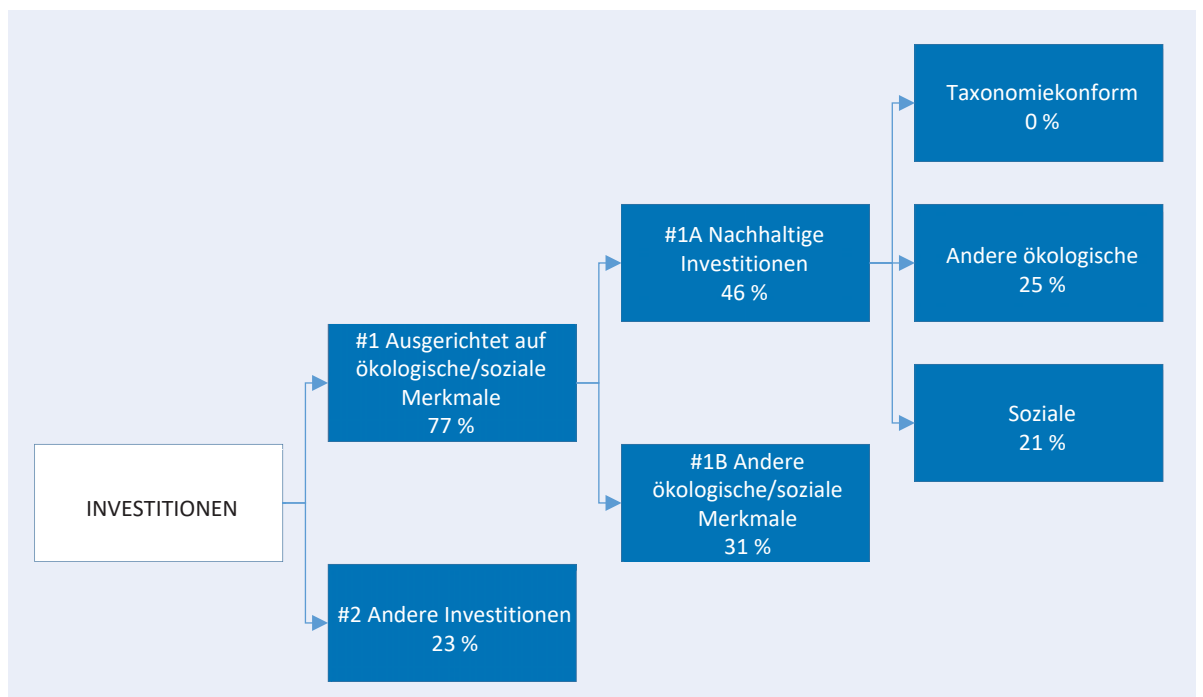 INVESTITIONEN
#1 Ausgerichtet auf
ökologische/soziale
Merkmale
77 %
#2 Andere Investitionen
23 %
#1A Nachhaltige
Investitionen
46 %
#1B Andere
ökologische/soziale
Merkmale
31 %
Taxonomiekonform
0 %
Andere ökologische
25 %
Soziale
21 %